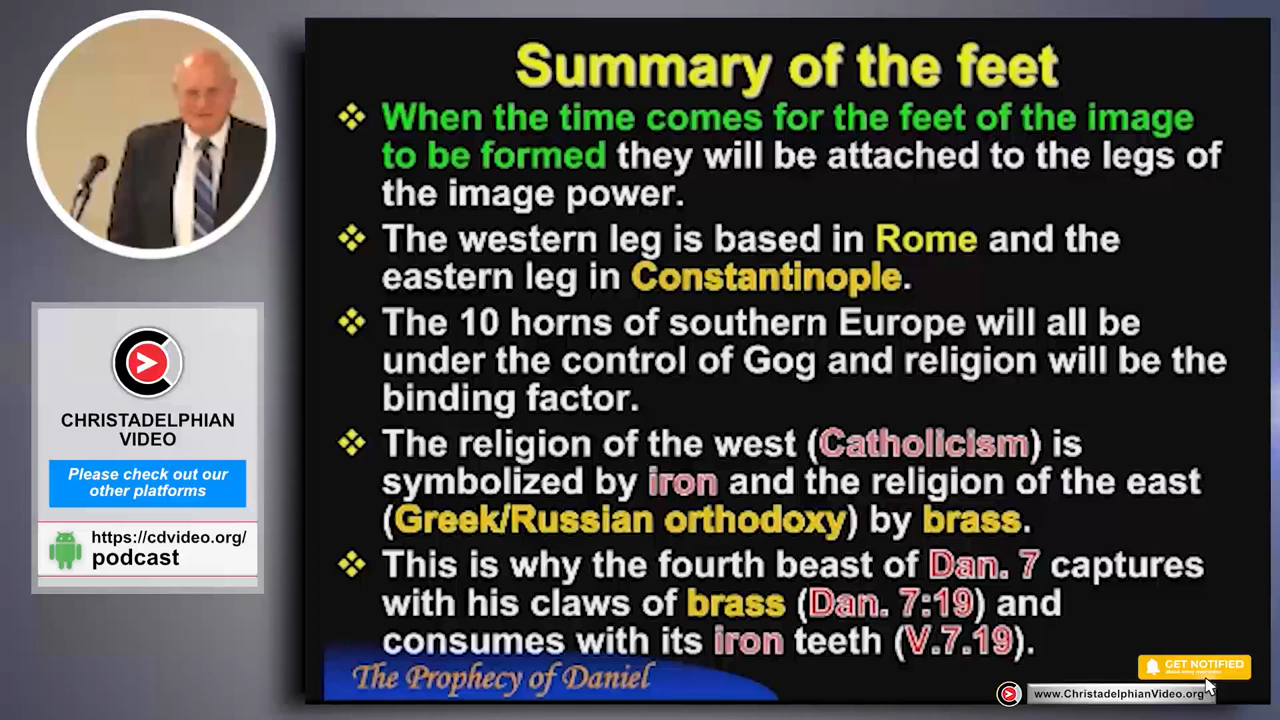 Summary of the feet
❖ When the time comes for the feet of the image
to be formed they will be attached to the legs of
the image power.
❖ The western leg is based in Rome and the
eastern leg in Constantinople.
❖ The 10 horns of southern Europe will all be
under the control of Gog and religion will be the
binding factor.
❖ The religion of the west (Catholicism) is
symbolized by iron and the religion of the east
(Greek/Russian orthodoxy) by brass.
❖ This is why the fourth beast of Dan. 7 captures
with his claws of brass (Dan. 7:19) and
consumes with its iron teeth (V.7.19).
The Prophecy of Daniel
CHRISTADELPHIAN
VIDEO
Please check out our
other platforms
https://cdvideo.org/
podcast
GET NOTIFIED
www.ChristadelphianVideo.org